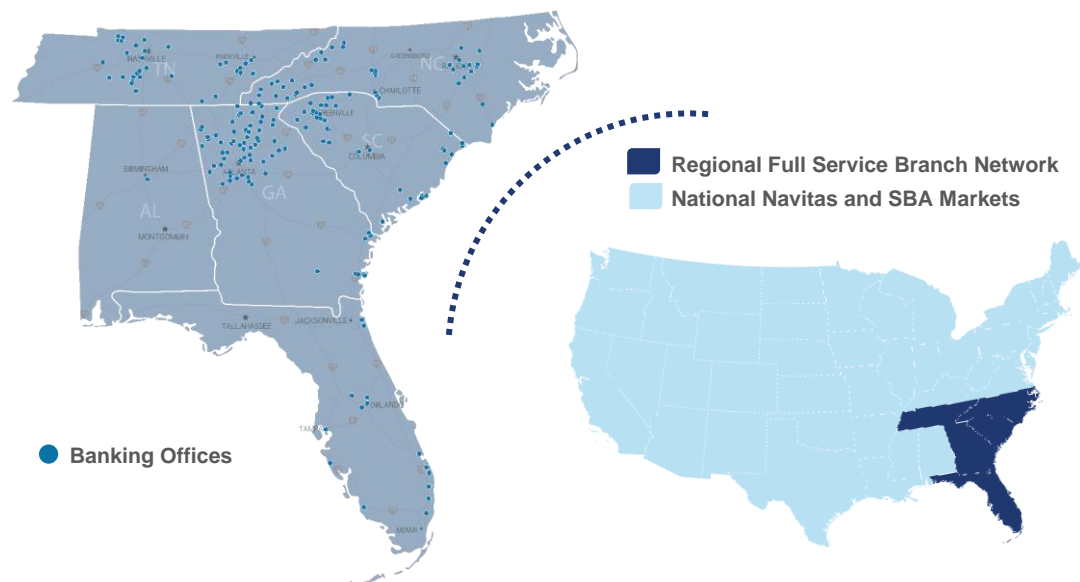 NASHVILLE
TN
KNOXVILLE
GREENSBORO
NC
CHARLOTTE
GREENVILLE
SC
COLUMBIA
ATLANTA
GA
BIRMINGHAM
AL
MONTGOMERY
TALLAHASSEE
JACKSONVILLE
ORLANDO
TAMPA
MIAMI
Banking Offices
Regional Full Service Branch Network
National Navitas and SBA Markets